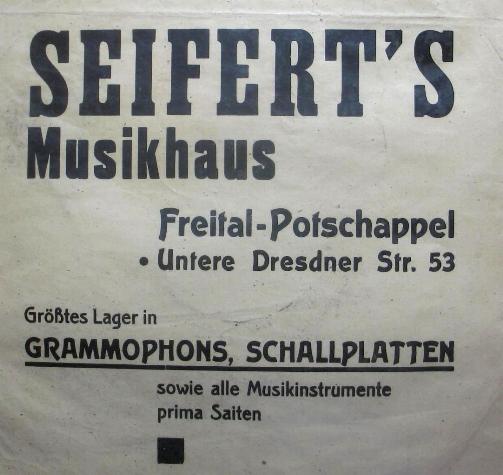 SEIFERT'S
Musikhaus
Freital-Potschappel
• Untere Dresdner Str. 53
Größtes Lager in
GRAMMOPHONS, SCHALLPLATTEN
sowie alle Musikinstrumente
prima Saiten